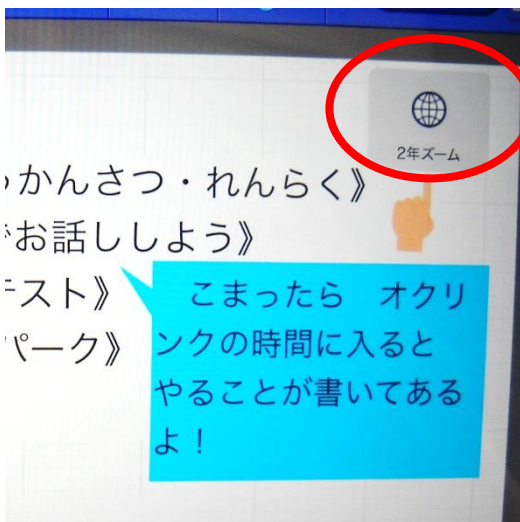 2年ズーム
かんさつ・れんらく》
お話ししよう》
テスト》
パーク》
こまったら　オクリ
ンクの時間に入ると
やることが書いてある
よ！